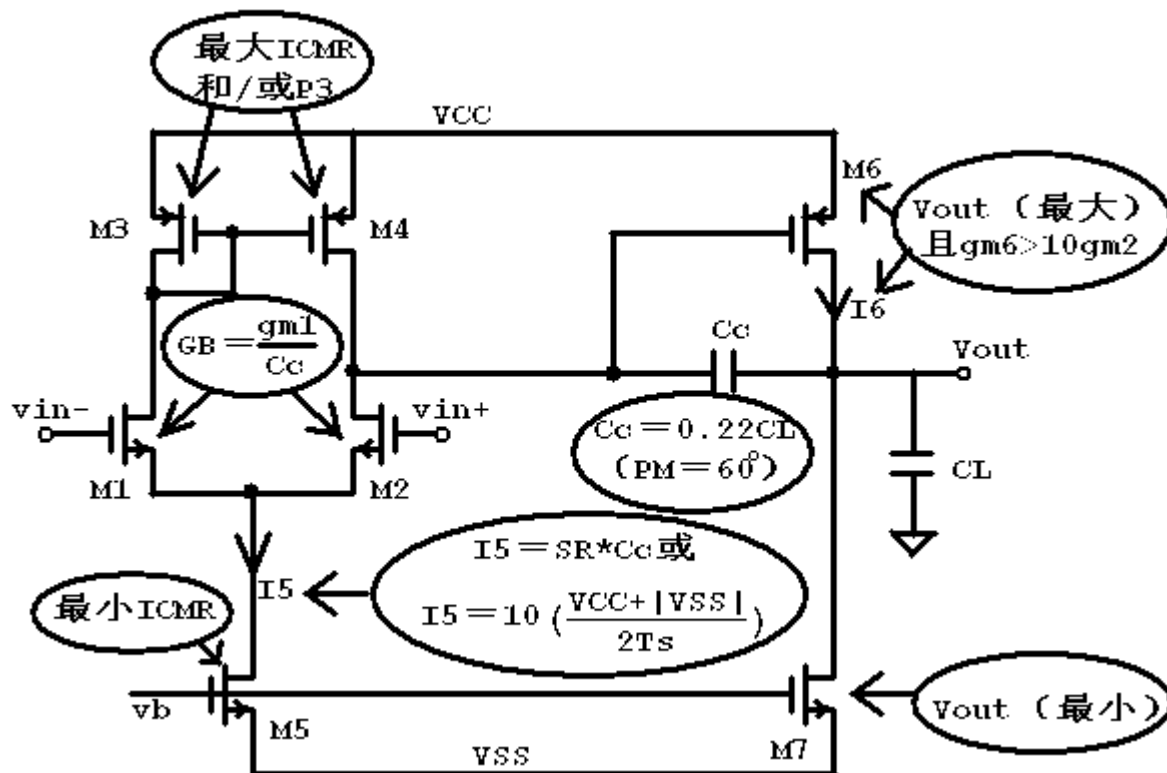 最大ICMR
和/或P3
VCC
M6
Vout（最大）
且gm6>10gm2
M3
M4
I6
GB=gm1
Cc
Cc
Vout
vin-
vin+
Cc=0.22CL
(PM=60°)
M1
M2
CL
I5=SR*Cc或
I5
I5=10(VCC+|VSS|
2Ts)
最小ICMR
vb
M5
VSS
M7
Vout（最小）